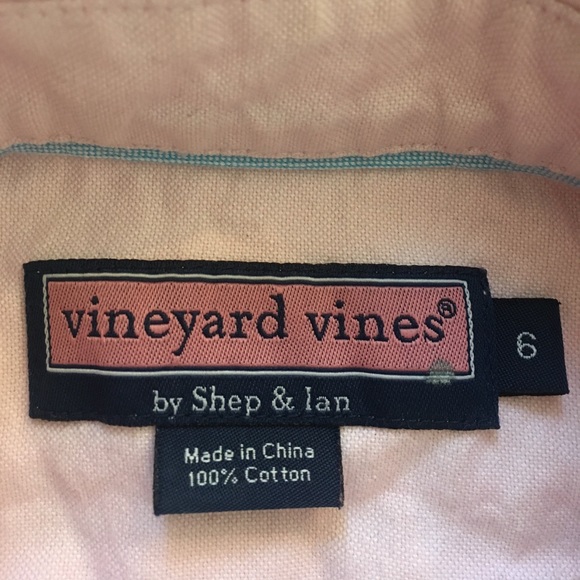 vineyard vines®
by Shep & Ian
6
Made in China
100% Cotton